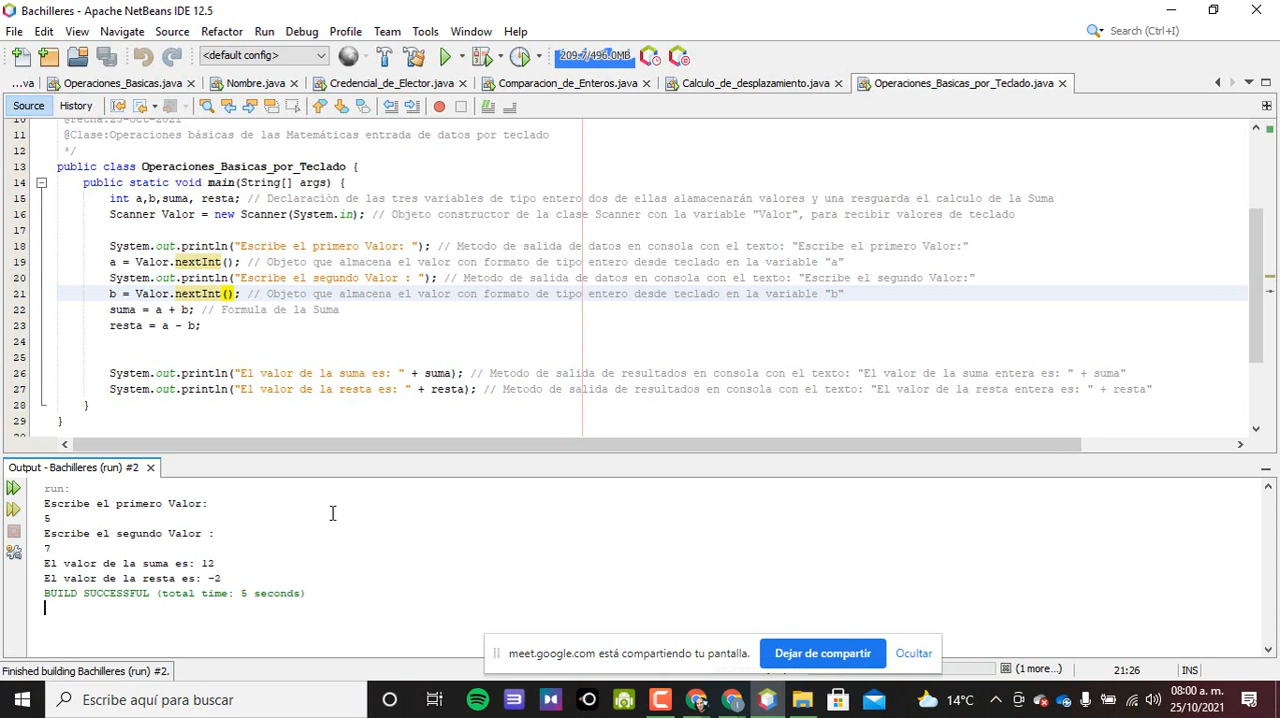 Bachilleres - Apache NetBeans IDE 12.5
File Edit View Navigate Source Refactor Run Debug Profile Team Tools Window Help
Search (Ctrl+I)
<default config>
209.7/496.0MB
...va Operaciones_Basicas.java Nombre.java Credencial_de_Elector.java Comparacion_de_Enteros.java Calculo_de_desplazamiento.java Operaciones_Basicas_por_Teclado.java
Source History
10
11 @Clase:Operaciones básicas de las Matemáticas entrada de datos por teclado
12 */
13 public class Operaciones_Basicas_por_Teclado {
14 public static void main(String[] args) {
15 int a,b,suma, resta; // Declaración de las tres variables de tipo entero dos de ellas alamacenarán valores y una resguarda el calculo de la Suma
16 Scanner Valor = new Scanner(System.in); // Objeto constructor de la clase Scanner con la variable "Valor", para recibir valores de teclado
17
18 System.out.println("Escribe el primero Valor: "); // Metodo de salida de datos en consola con el texto: "Escribe el primero Valor:"
19 a = Valor.nextInt(); // Objeto que almacena el valor con formato de tipo entero desde teclado en la variable "a"
20 System.out.println("Escribe el segundo Valor : "); // Metodo de salida de datos en consola con el texto: "Escribe el segundo Valor:"
21 b = Valor.nextInt(); // Objeto que almacena el valor con formato de tipo entero desde teclado en la variable "b"
22 suma = a + b; // Formula de la Suma
23 resta = a - b;
24
25
26 System.out.println("El valor de la suma es: " + suma); // Metodo de salida de resultados en consola con el texto: "El valor de la suma entera es: " + suma"
27 System.out.println("El valor de la resta es: " + resta); // Metodo de salida de resultados en consola con el texto: "El valor de la resta entera es: " + resta"
28 }
29 }
Output - Bachilleres (run) #2
run:
Escribe el primero Valor:
5
Escribe el segundo Valor :
7
El valor de la suma es: 12
El valor de la resta es: -2
BUILD SUCCESSFUL (total time: 5 seconds)
meet.google.com está compartiendo tu pantalla. Dejar de compartir Ocultar
Finished building Bachilleres (run) #2. (1 more...) 21:26 INS
Escribe aquí para buscar
14°C
08:00 a. m.
25/10/2021